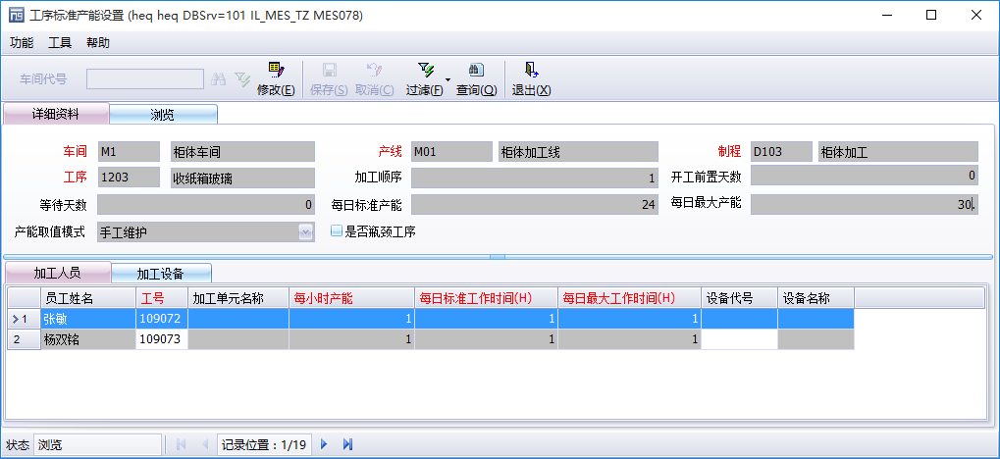 工序标准产能设置 (heq heq DBSrv=101 IL_MES_TZ MES078)
功能 工具 帮助
车间代号 修改(E) 保存(S) 取消(C) 过滤(F) 查询(Q) 退出(X)
详细资料 浏览
车间 M1 柜体车间 产线 M01 柜体加工线 制程 D103 柜体加工
工序 1203 收纸箱玻璃 加工顺序 1 开工前置天数 0
等待天数 0 每日标准产能 24 每日最大产能 30.
产能取值模式 手工维护 是否瓶颈工序
加工人员 加工设备
员工姓名 工号 加工单元名称 每小时产能 每日标准工作时间(H) 每日最大工作时间(H) 设备代号 设备名称
1 张敏 109072 1 1 1
2 杨双铭 109073 1 1 1
状态 浏览 记录位置：1/19